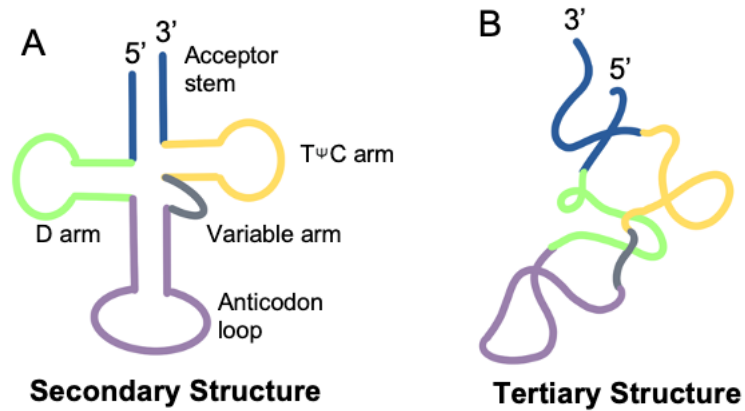 A
5’
3’
Acceptor
stem
TΨC arm
D arm
Variable arm
Anticodon
loop
Secondary Structure
B
3’
5’
Tertiary Structure